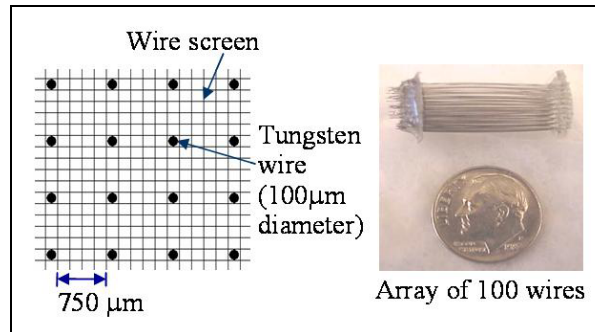 Wire screen
Tungsten
wire
(100μm
diameter)
750 μm
Array of 100 wires